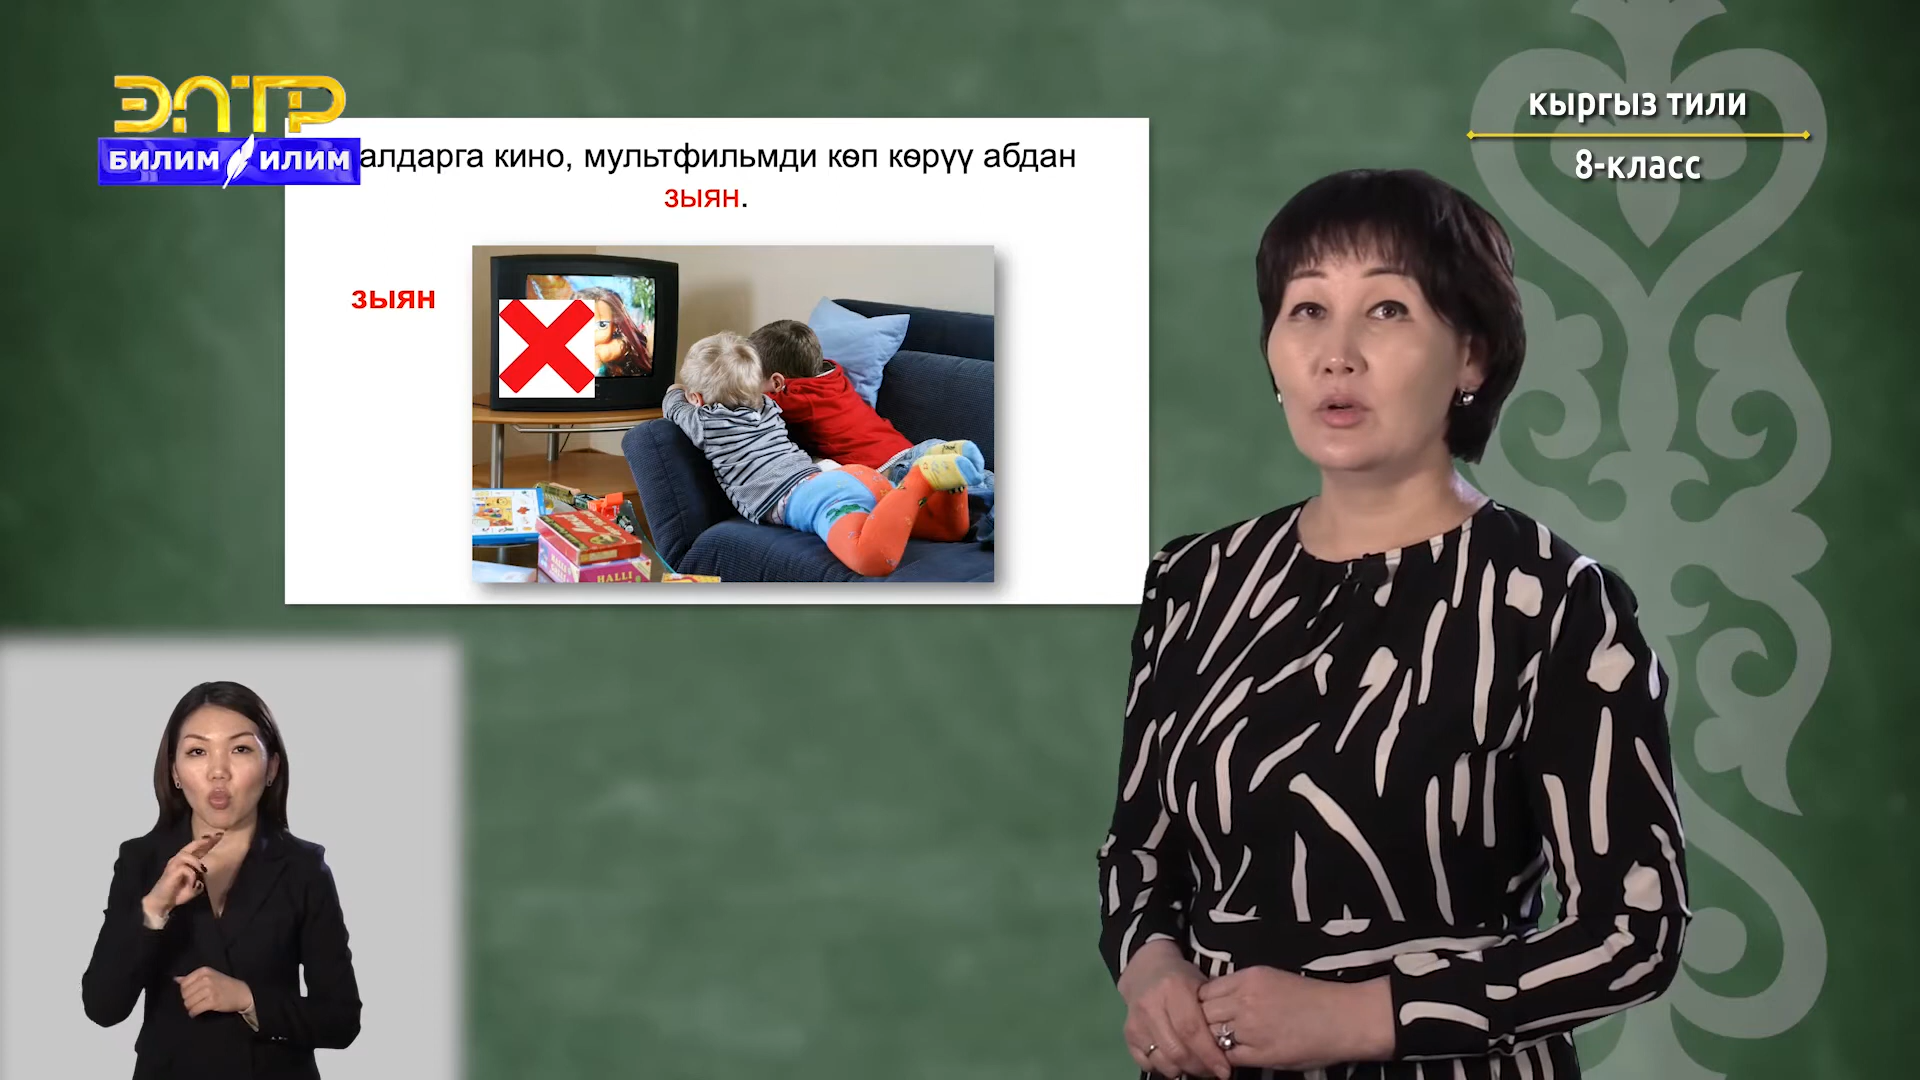 ЭЛТР
БИЛИМ ИЛИМ
кыргыз тили
8-класс
алдарга кино, мультфильмди көп көрүү абдан
зыян.
зыян
HALLI